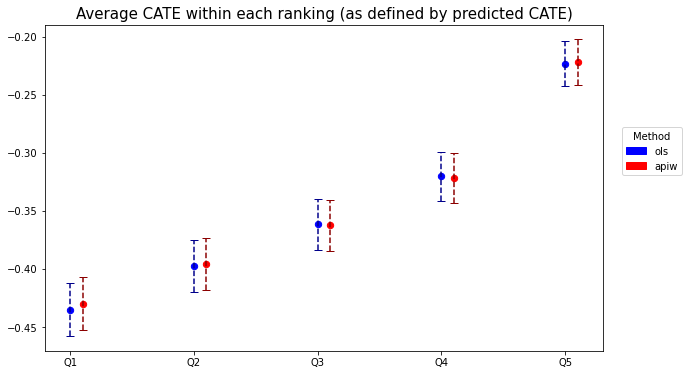 Average CATE within each ranking (as defined by predicted CATE)
−0.20
−0.25
−0.30
−0.35
−0.40
−0.45
Q1 Q2 Q3 Q4 Q5
Method
ols
apiw